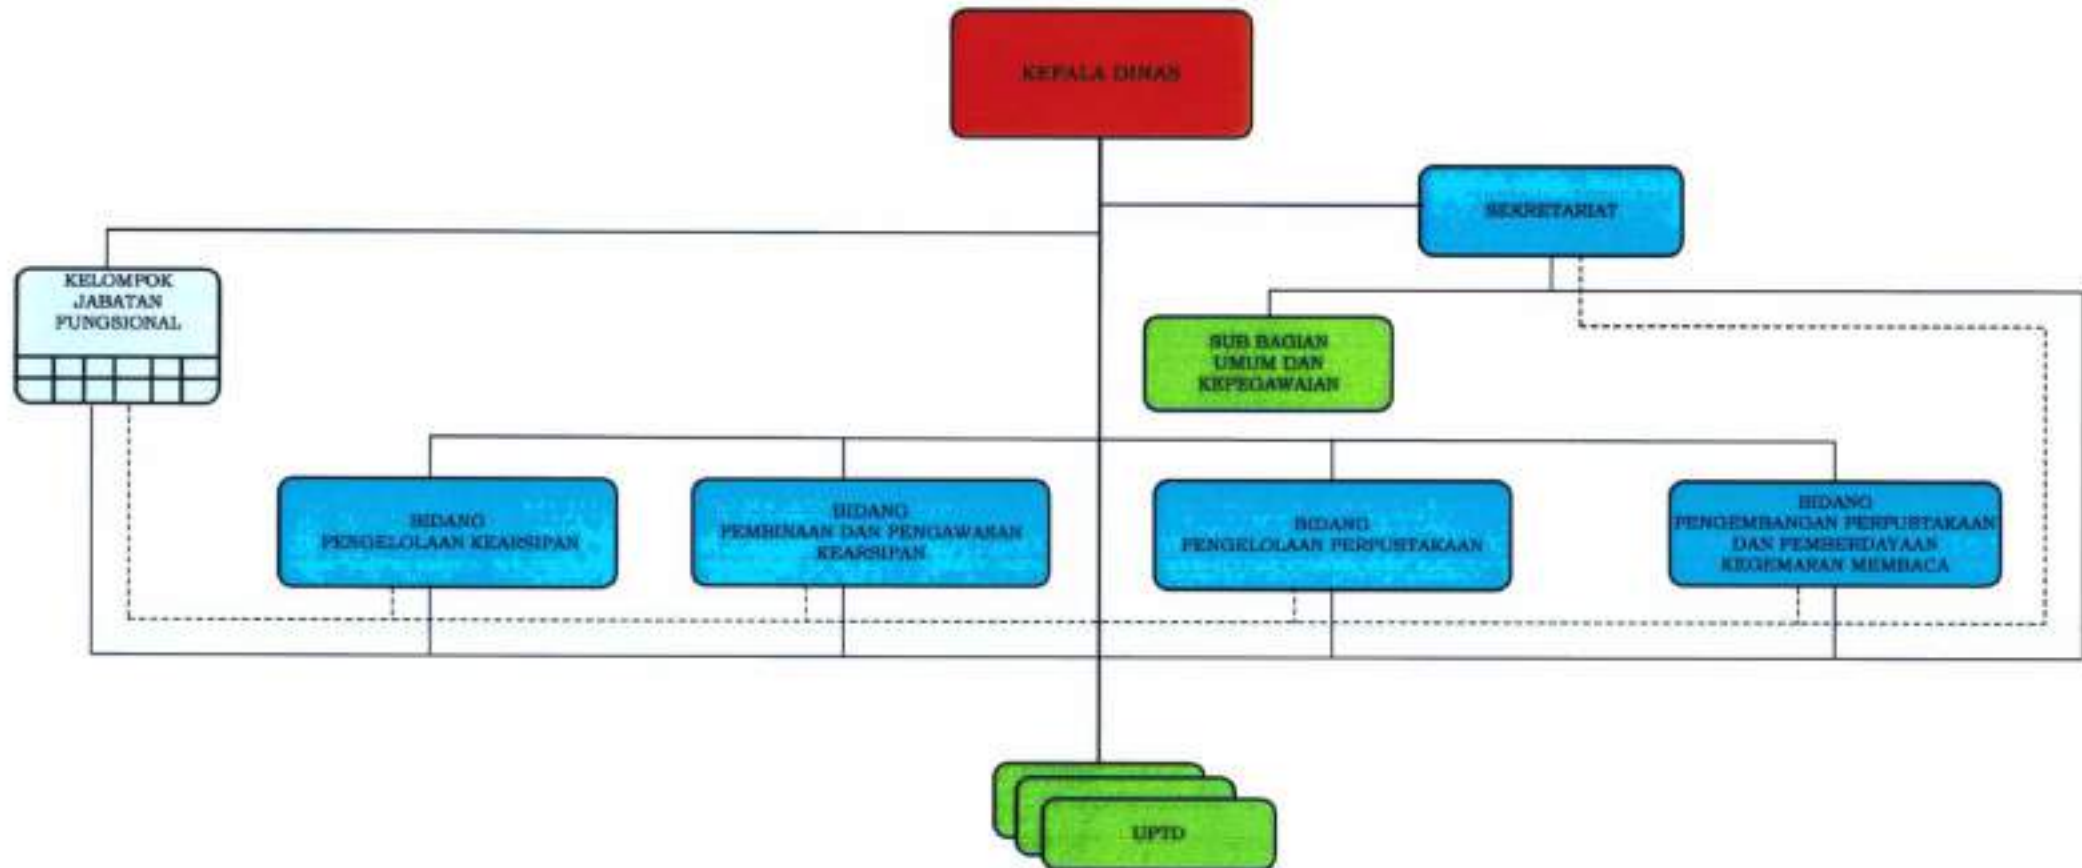 KEPALA DINAS
SEKRETARIAT
KELOMPOK
JABATAN
FUNGSIONAL
SUB BAGIAN
UMUM DAN
KEPEGAWAIAN
BIDANG
PENGELOLAAN KEARSIPAN
BIDANG
PEMBINAAN DAN PENGAWASAN
KEARSIPAN
BIDANG
PENGELOLAAN PERPUSTAKAAN
BIDANG
PENGEMBANGAN PERPUSTAKAAN
DAN PEMBERDAYAAN
KEGEMARAN MEMBACA
UPTD